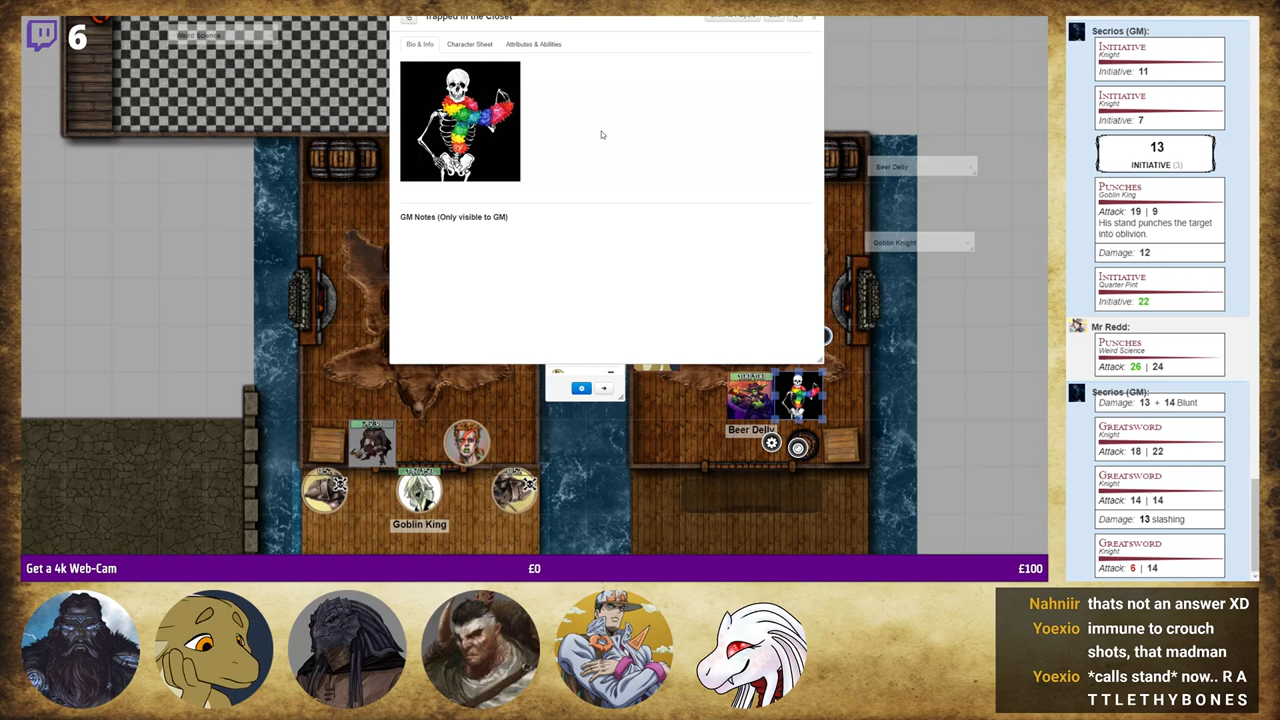 6
Weird Science
Trapped in the Closet
Bio & Info
Character Sheet
Attributes & Abilities
GM Notes (Only visible to GM)
Beer Delly
Goblin Knight
Beer Delly
Goblin King
Get a 4k Web-Cam
£0
£100
Secrios (GM):
INITIATIVE
Knight
Initiative: 11
INITIATIVE
Knight
Initiative: 7
13
INITIATIVE (3)
PUNCHES
Goblin King
Attack: 19 | 9
His stand punches the target
into oblivion.
Damage: 12
INITIATIVE
Quarter Pint
Initiative: 22
Mr Redd:
PUNCHES
Weird Science
Attack: 26 | 24
Secrios (GM):
Damage: 13 + 14 Blunt
GREATSWORD
Knight
Attack: 18 | 22
GREATSWORD
Knight
Attack: 14 | 14
Damage: 13 slashing
GREATSWORD
Knight
Attack: 6 | 14
Nahniir thats not an answer XD
Yoexio immune to crouch
shots, that madman
Yoexio *calls stand* now.. R A
T T L E T H Y B O N E S